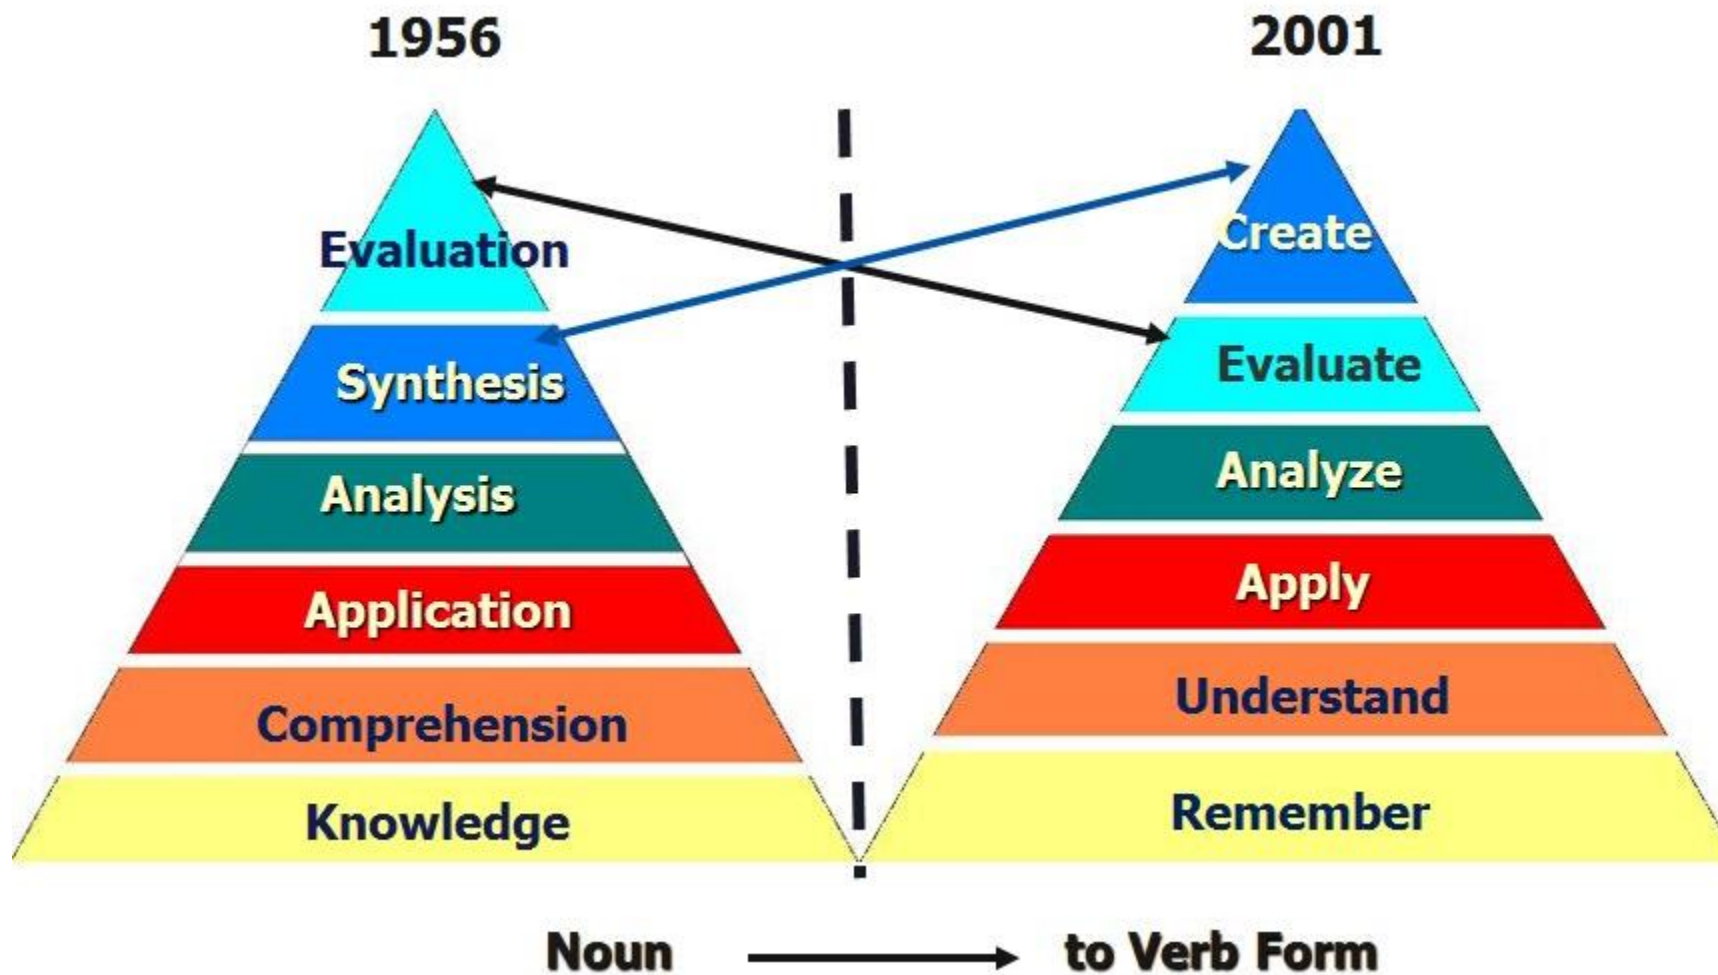 1956
2001
Evaluation
Synthesis
Analysis
Application
Comprehension
Knowledge
Create
Evaluate
Analyze
Apply
Understand
Remember
Noun to Verb Form